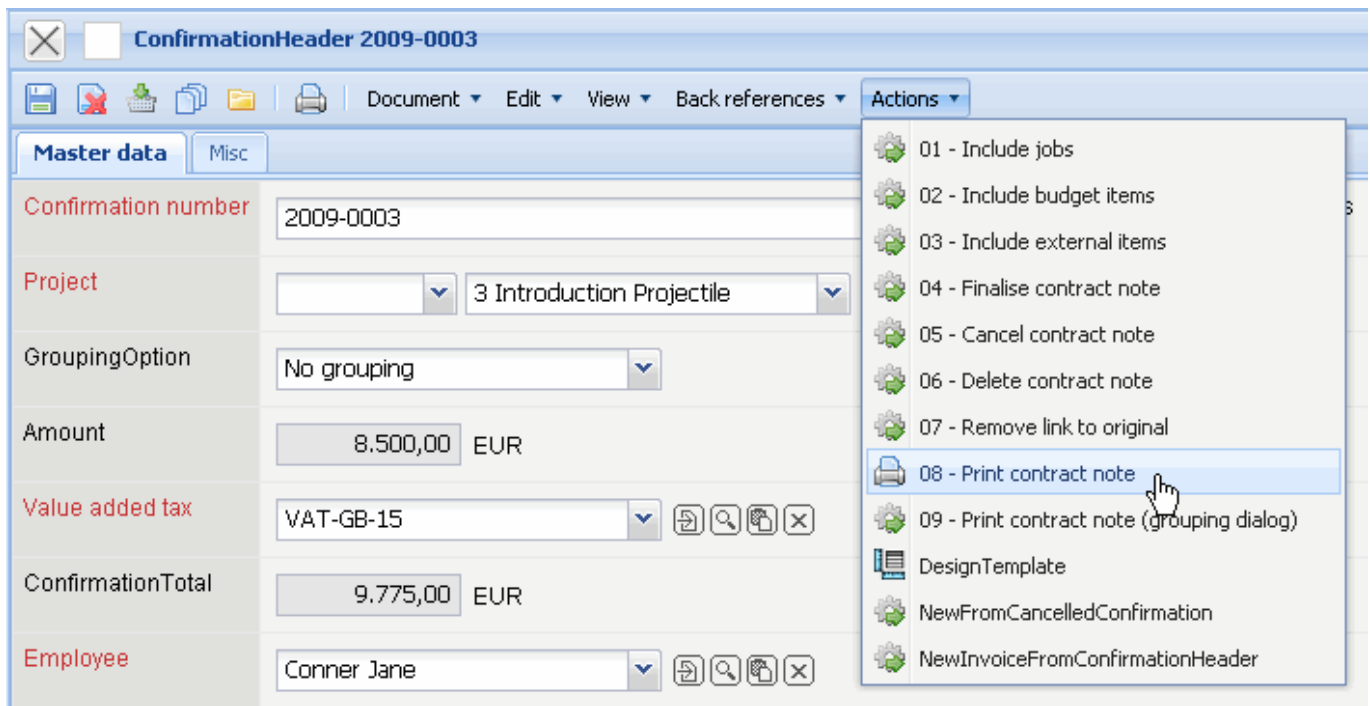 ConfirmationHeader 2009-0003
Document Edit View Back references Actions
Master data Misc
Confirmation number 2009-0003
Project 3 Introduction Projectile
GroupingOption No grouping
Amount 8.500,00 EUR
Value added tax VAT-GB-15
ConfirmationTotal 9.775,00 EUR
Employee Conner Jane
01 - Include jobs
02 - Include budget items
03 - Include external items
04 - Finalise contract note
05 - Cancel contract note
06 - Delete contract note
07 - Remove link to original
08 - Print contract note
09 - Print contract note (grouping dialog)
DesignTemplate
NewFromCancelledConfirmation
NewInvoiceFromConfirmationHeader